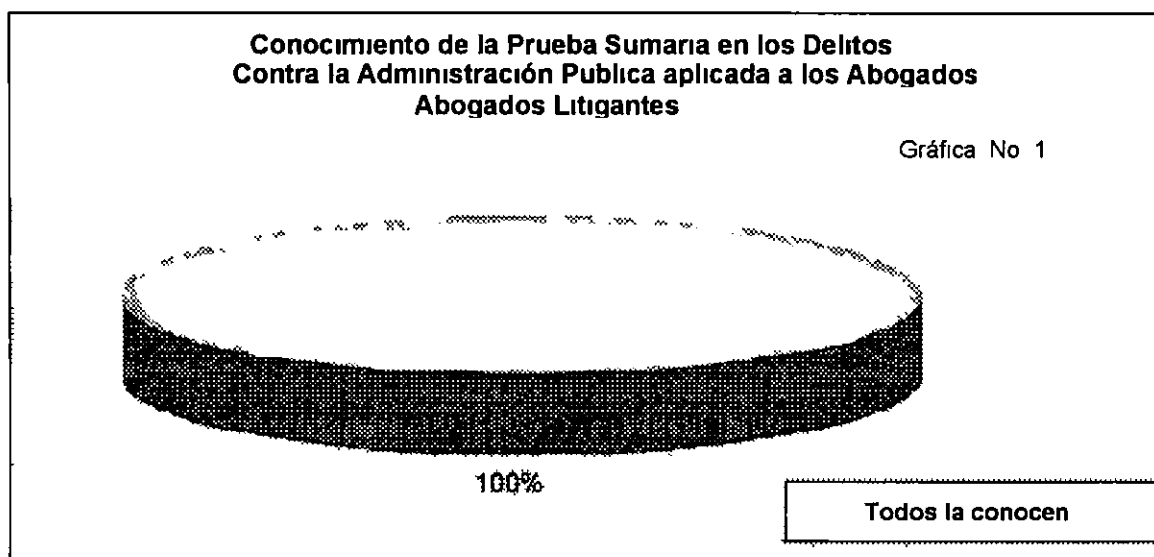 Conocimiento de la Prueba Sumaria en los Delitos
Contra la Administración Publica aplicada a los Abogados
Abogados Litigantes
Gráfica No 1
100%
Todos la conocen